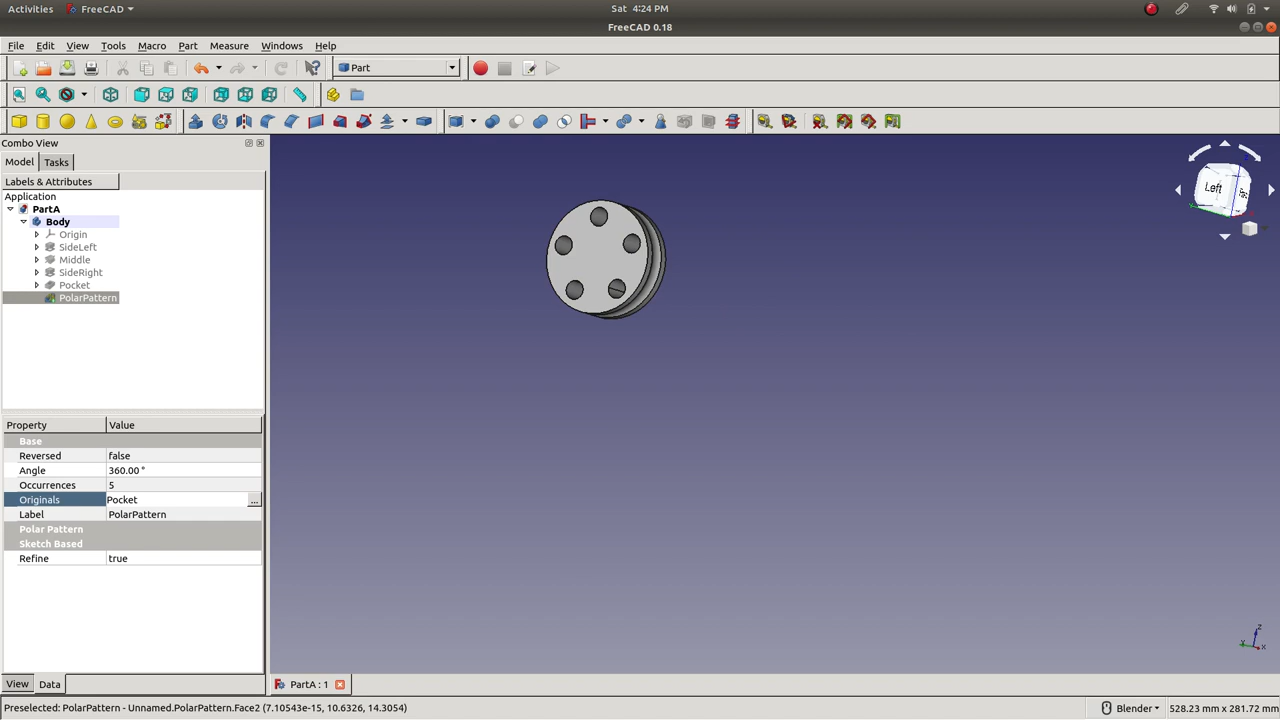 Activities FreeCAD Sat 4:24 PM
FreeCAD 0.18
File Edit View Tools Macro Part Measure Windows Help
Part
Combo View
Model Tasks
Labels & Attributes
Application
PartA
Body
Origin
SideLeft
Middle
SideRight
Pocket
PolarPattern
Left
Property Value
Base
Reversed false
Angle 360.00 °
Occurrences 5
Originals Pocket ...
Label PolarPattern
Polar Pattern
Sketch Based
Refine true
Z
Y X
View Data PartA : 1
Preselected: PolarPattern - Unnamed.PolarPattern.Face2 (7.10543e-15, 10.6326, 14.3054) Blender 528.23 mm × 281.72 mm